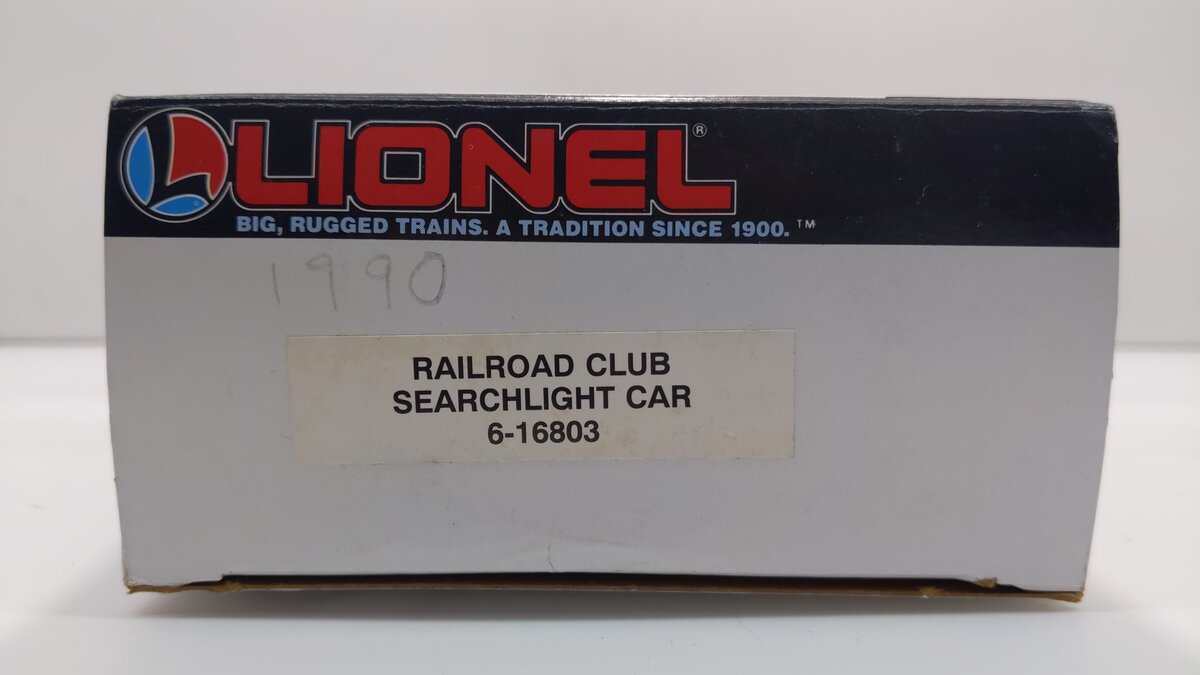 LIONEL®
BIG, RUGGED TRAINS. A TRADITION SINCE 1900.™
1990
RAILROAD CLUB
SEARCHLIGHT CAR
6-16803